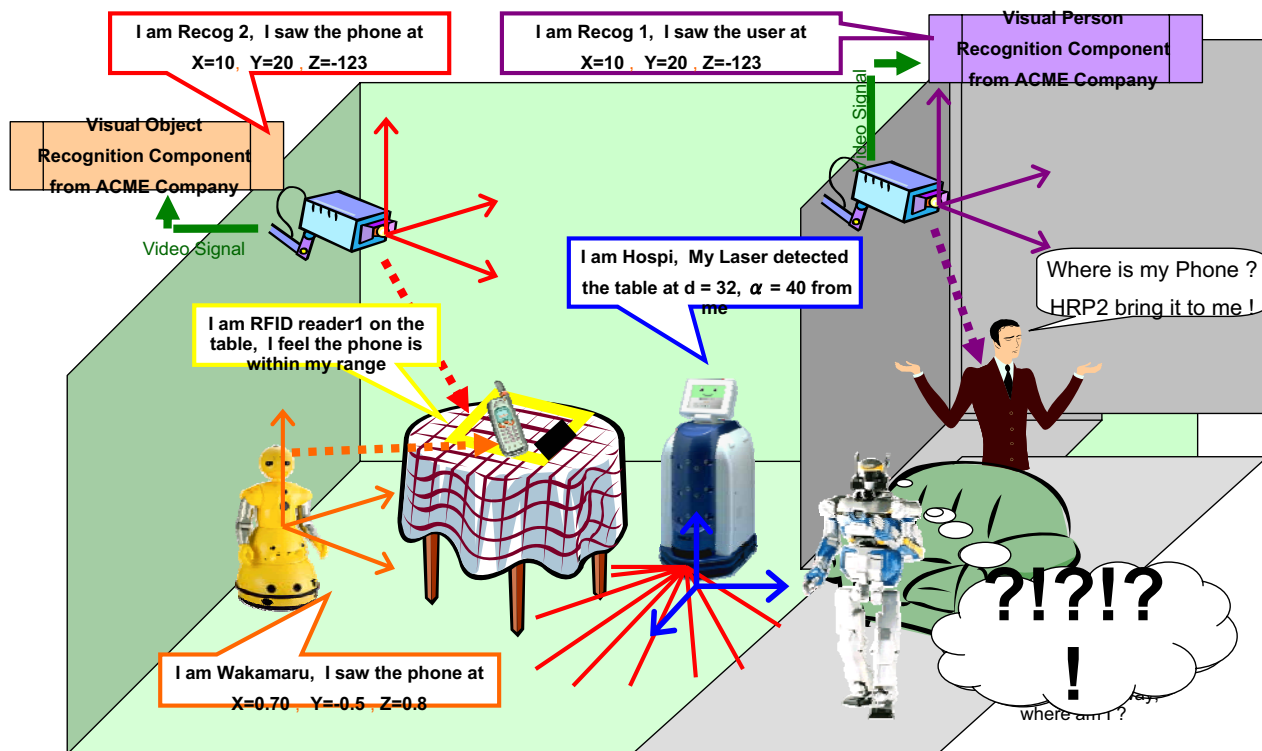 I am Recog 2, I saw the phone at
X=10, Y=20, Z=-123
I am Recog 1, I saw the user at
X=10, Y=20, Z=-123
Visual Person
Recognition Component
from ACME Company
Video Signal
Visual Object
Recognition Component
from ACME Company
Video Signal
I am Hospi, My Laser detected
the table at d = 32, α = 40 from
me
Where is my Phone ?
HRP2 bring it to me !
I am RFID reader1 on the
table, I feel the phone is
within my range
I am Wakamaru, I saw the phone at
X=0.70, Y=-0.5, Z=0.8
?!?!?
!
where am I ?